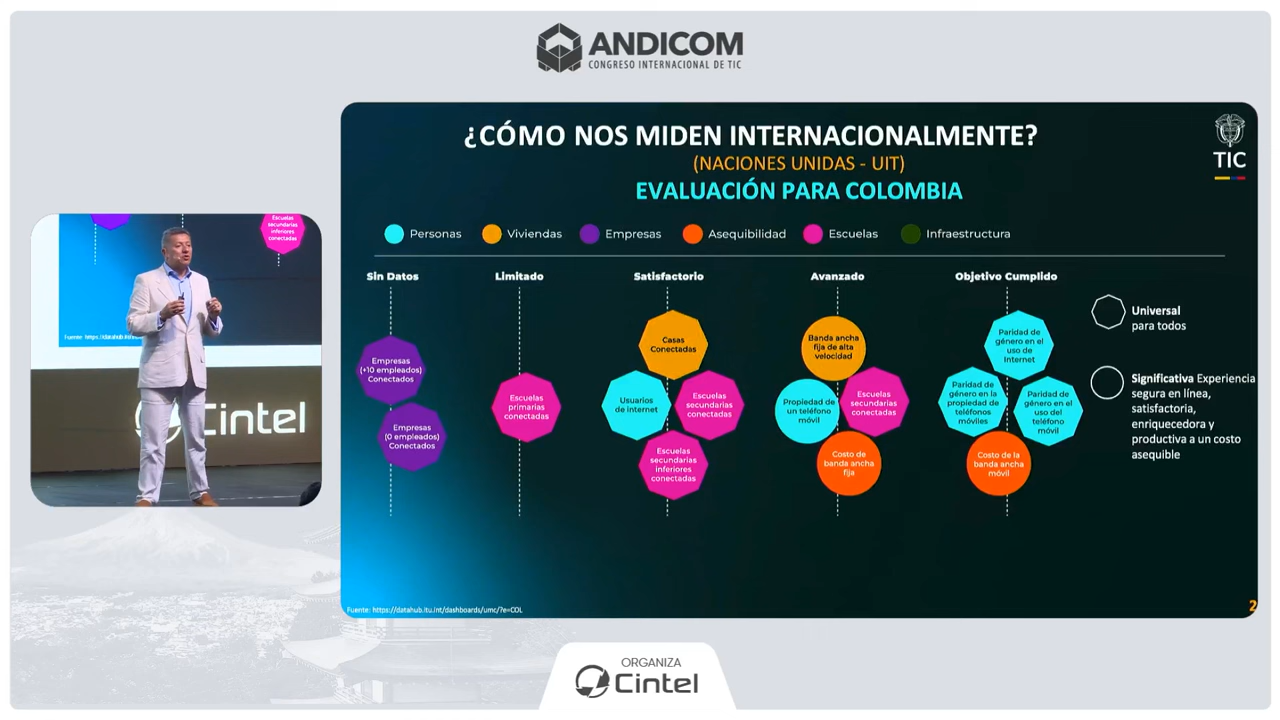 ANDICOM
CONGRESO INTERNACIONAL DE TIC
¿CÓMO NOS MIDEN INTERNACIONALMENTE?
(NACIONES UNIDAS - UIT)
EVALUACIÓN PARA COLOMBIA
TIC
Personas
Viviendas
Empresas
Asequibilidad
Escuelas
Infraestructura
Sin Datos
Empresas
(+10 empleados)
Conectados
Empresas
(0 empleados)
Conectados
Limitado
Escuelas
primarias
conectadas
Satisfactorio
Casas
Conectadas
Usuarios
de internet
Escuelas
secundarias
conectadas
Escuelas
secundarias
inferiores
conectadas
Avanzado
Banda ancha
fija de alta
velocidad
Propiedad de
un teléfono
móvil
Escuelas
secundarias
conectadas
Costo de
banda ancha
fija
Objetivo Cumplido
Paridad de
género en el
uso de
Internet
Paridad de
género en la
propiedad de
teléfonos
móviles
Paridad de
género en el
uso del
teléfono
móvil
Costo de la
banda ancha
móvil
Universal
para todos
Significativa Experiencia
segura en línea,
satisfactoria,
enriquecedora y
productiva a un costo
asequible
Fuente: https://datahub.itu.int/dashboards/umc/?e=COL
2
Escuelas
secundarias
inferiores
conectadas
Fuente: https://datahub.itu
Cintel
ORGANIZA
Cintel